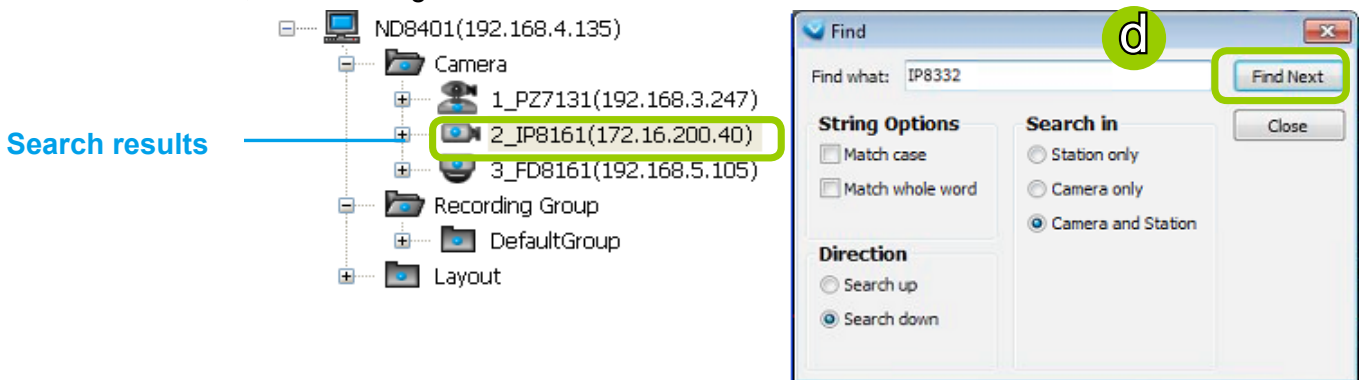 ND8401(192.168.4.135)
Camera
1_PZ7131(192.168.3.247)
2_IP8161(172.16.200.40)
3_FD8161(192.168.5.105)
Recording Group
DefaultGroup
Layout
Search results
Find
d
Find what: IP8332
Find Next
Close
String Options
Match case
Match whole word
Search in
Station only
Camera only
Camera and Station
Direction
Search up
Search down